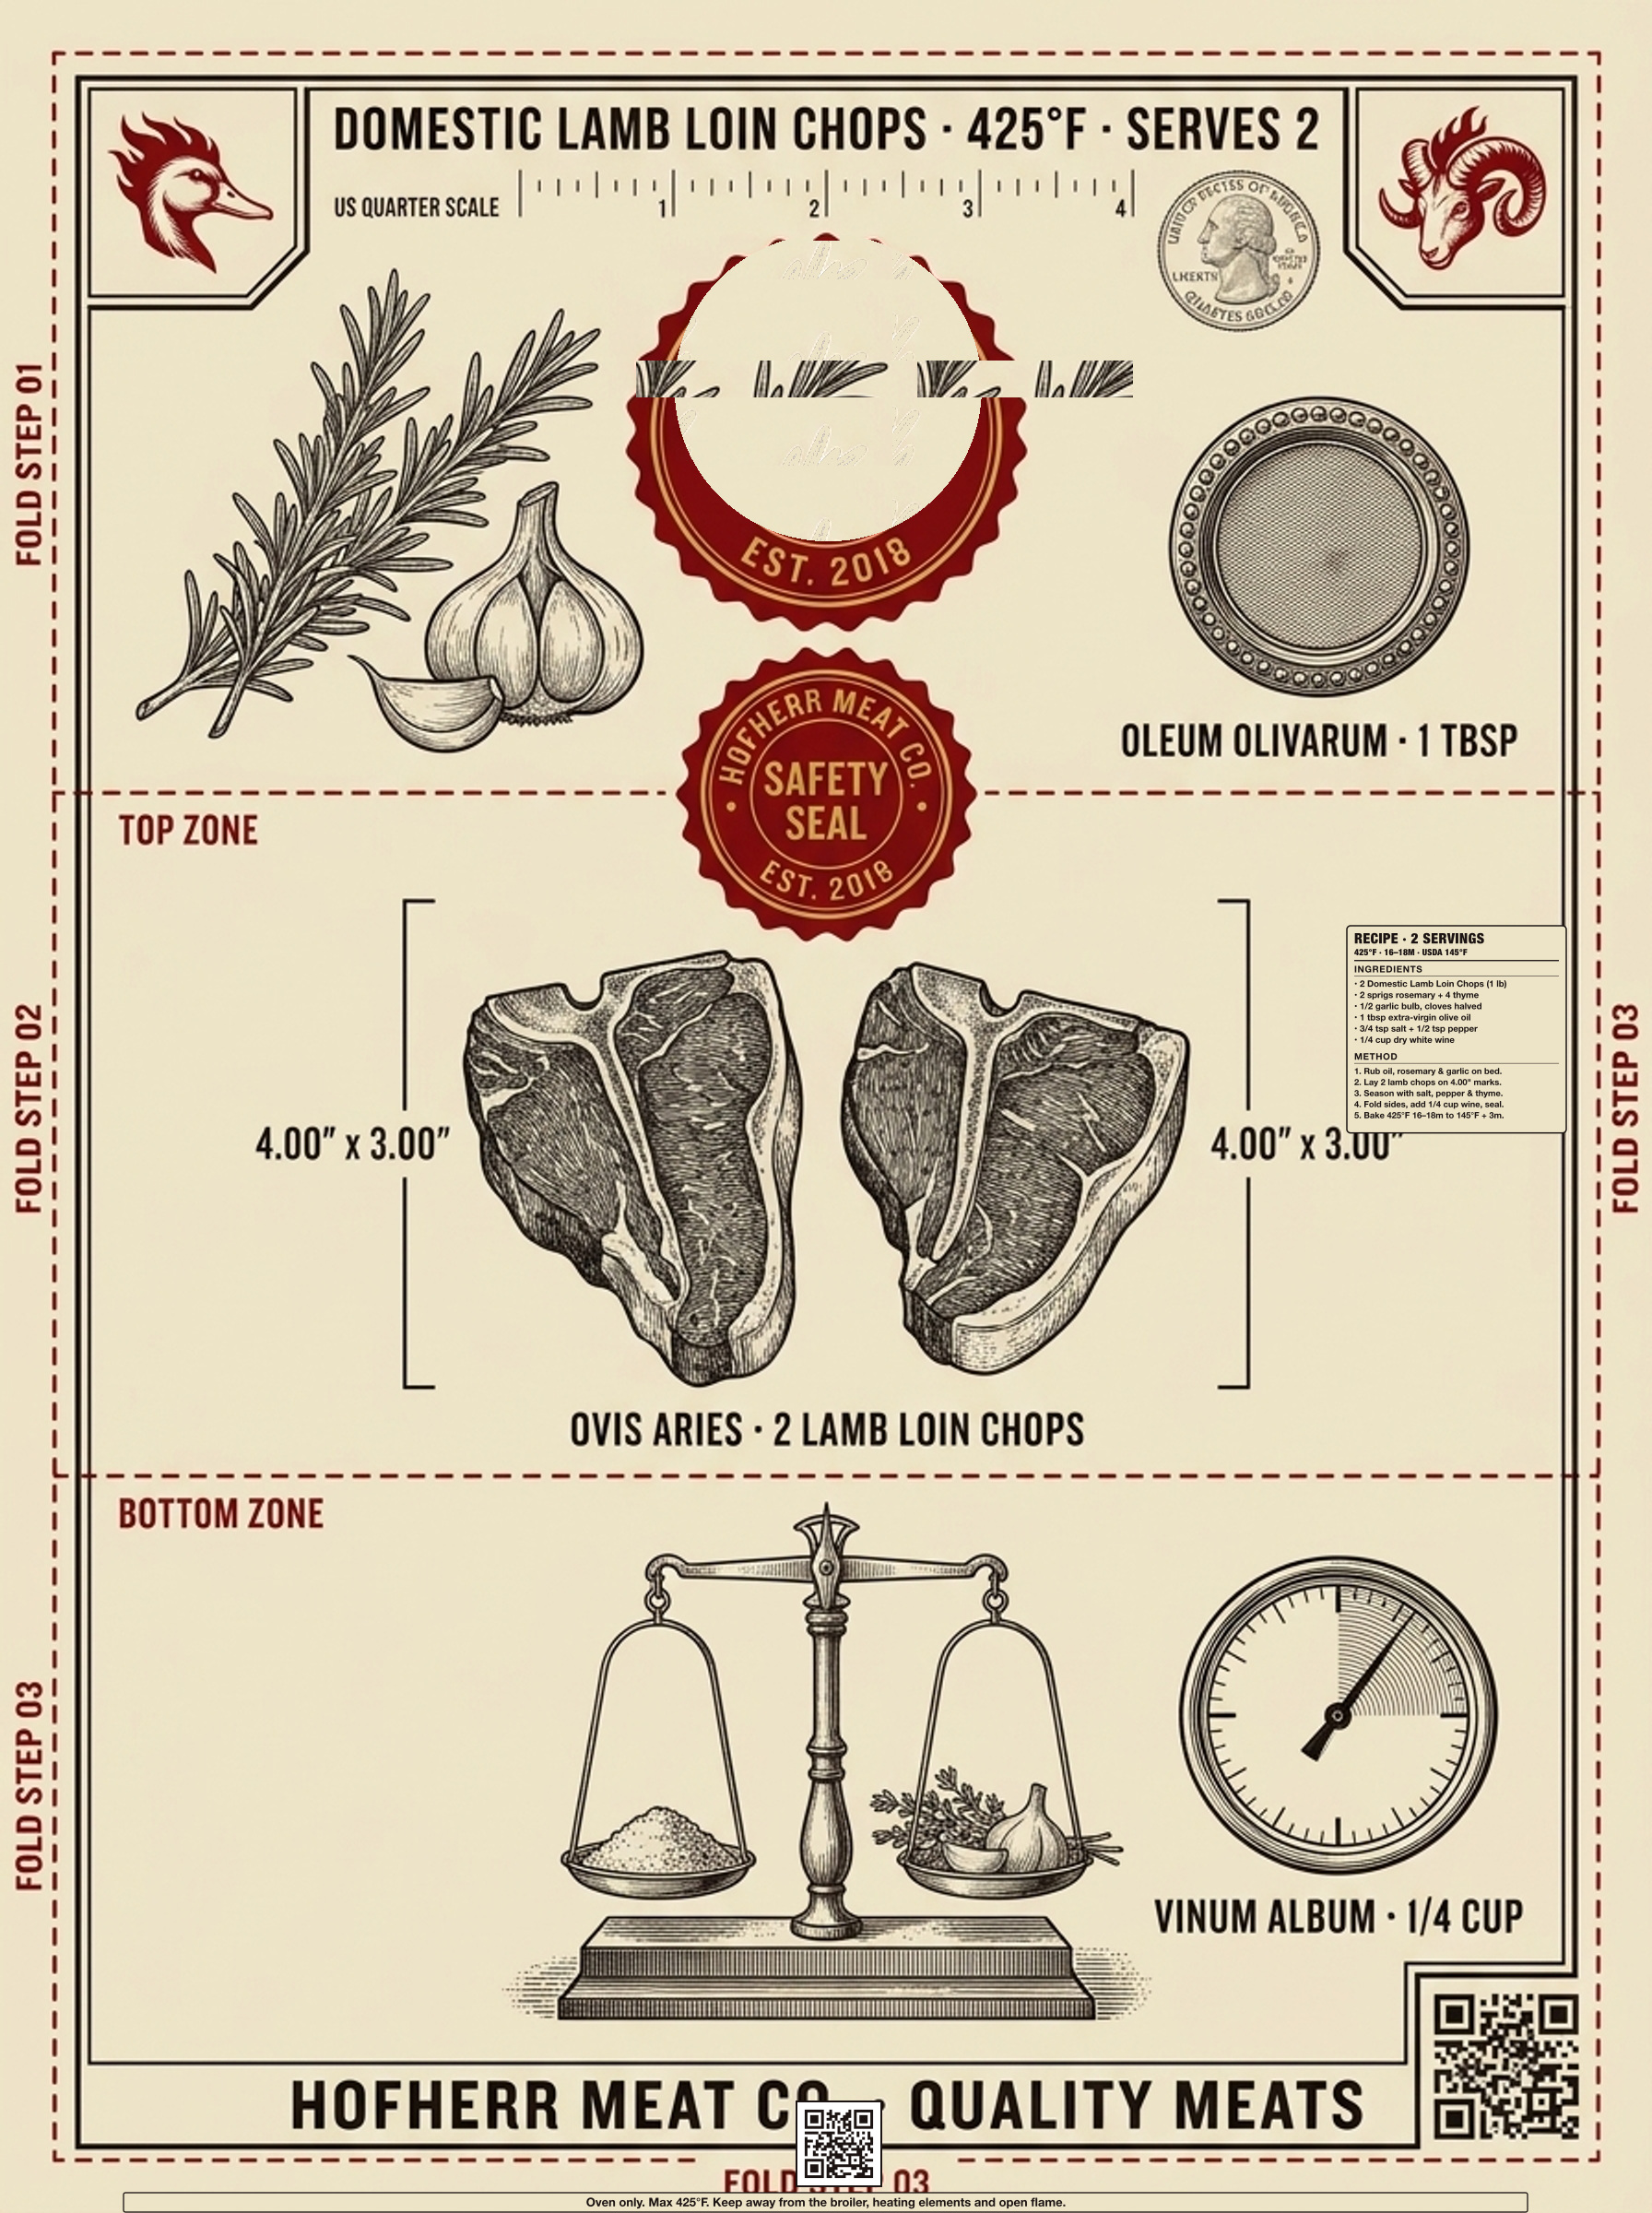 DOMESTIC LAMB LOIN CHOPS · 425°F · SERVES 2
US QUARTER SCALE
1 2 3 4
FOLD STEP 01
EST. 2018
HOFHERR MEAT CO.
SAFETY
SEAL
EST. 2018
OLEUM OLIVARUM · 1 TBSP
TOP ZONE
FOLD STEP 02
4.00″ x 3.00″
4.00″ x 3.00″
RECIPE · 2 SERVINGS
425°F · 16–18M · USDA 145°F
INGREDIENTS
· 2 Domestic Lamb Loin Chops (1 lb)
· 2 sprigs rosemary + 4 thyme
· 1/2 garlic bulb, cloves halved
· 1 tbsp extra-virgin olive oil
· 3/4 tsp salt + 1/2 tsp pepper
· 1/4 cup dry white wine
METHOD
1. Rub oil, rosemary & garlic on bed.
2. Lay 2 lamb chops on 4.00" marks.
3. Season with salt, pepper & thyme.
4. Fold sides, add 1/4 cup wine, seal.
5. Bake 425°F 16–18m to 145°F + 3m.
FOLD STEP 03
OVIS ARIES · 2 LAMB LOIN CHOPS
BOTTOM ZONE
FOLD STEP 03
VINUM ALBUM · 1/4 CUP
HOFHERR MEAT QUALITY MEATS
FOLD 03
Oven only. Max 425°F. Keep away from the broiler, heating elements and open flame.